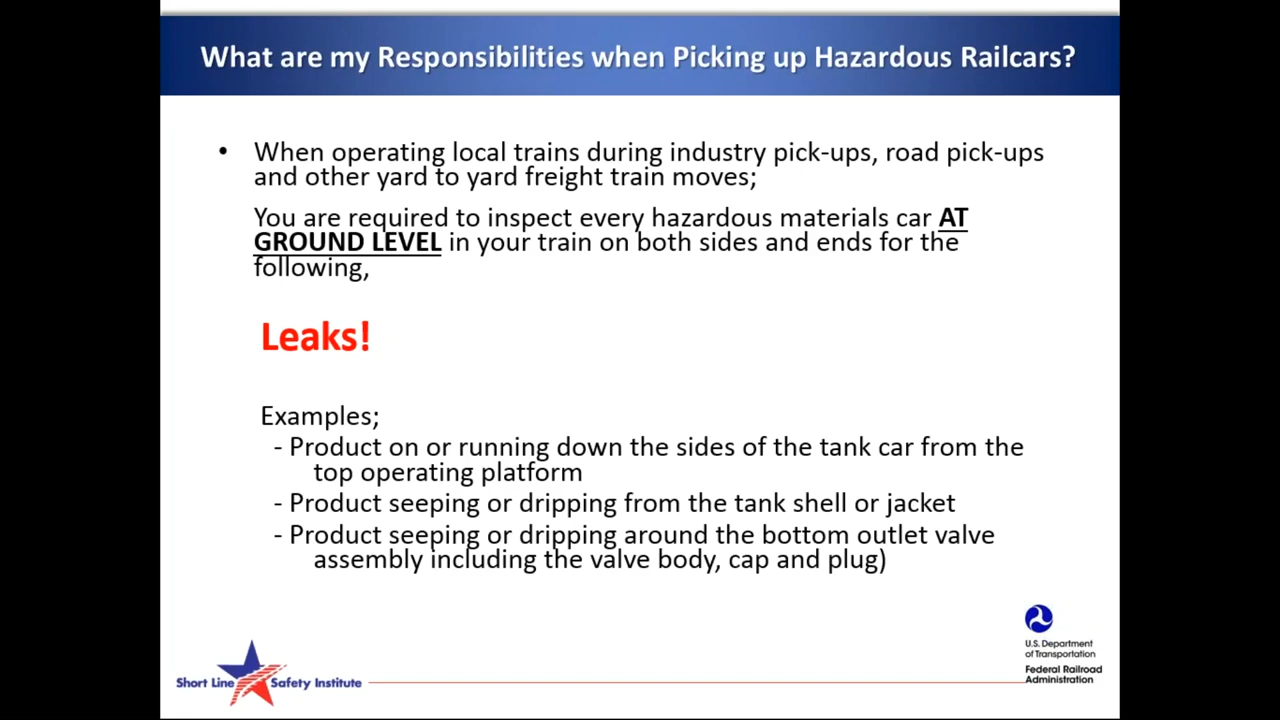 What are my Responsibilities when Picking up Hazardous Railcars?
• When operating local trains during industry pick-ups, road pick-ups
and other yard to yard freight train moves;
You are required to inspect every hazardous materials car AT
GROUND LEVEL in your train on both sides and ends for the
following,
Leaks!
Examples;
- Product on or running down the sides of the tank car from the
top operating platform
- Product seeping or dripping from the tank shell or jacket
- Product seeping or dripping around the bottom outlet valve
assembly including the valve body, cap and plug)
Short Line Safety Institute
U.S. Department
of Transportation
Federal Railroad
Administration